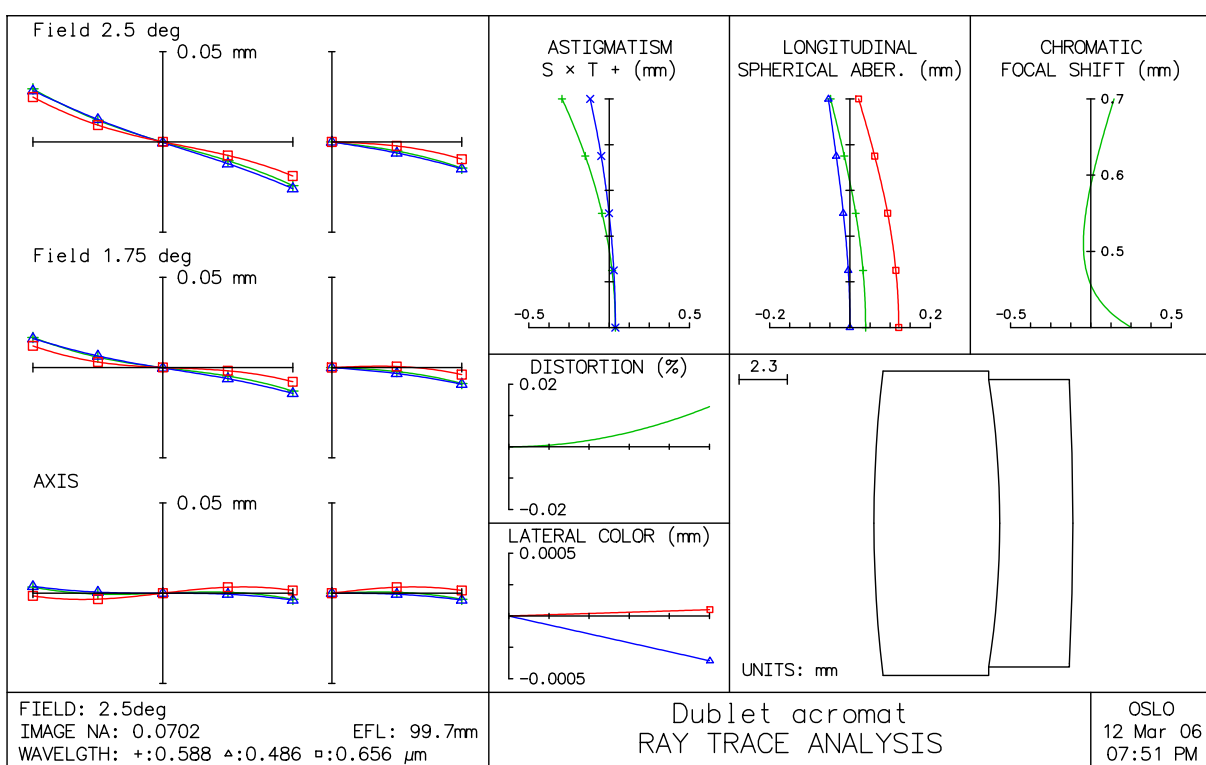 Field 2.5 deg
0.05 mm
Field 1.75 deg
0.05 mm
AXIS
0.05 mm
ASTIGMATISM
S × T + (mm)
-0.5
0.5
LONGITUDINAL
SPHERICAL ABER. (mm)
-0.2
0.2
CHROMATIC
FOCAL SHIFT (mm)
0.7
0.6
0.5
-0.5
0.5
DISTORTION (%)
0.02
-0.02
LATERAL COLOR (mm)
0.0005
-0.0005
2.3
UNITS: mm
FIELD: 2.5deg
IMAGE NA: 0.0702 EFL: 99.7mm
WAVELGTH: +:0.588 △:0.486 □:0.656 µm
Dublet acromat
RAY TRACE ANALYSIS
OSLO
12 Mar 06
07:51 PM